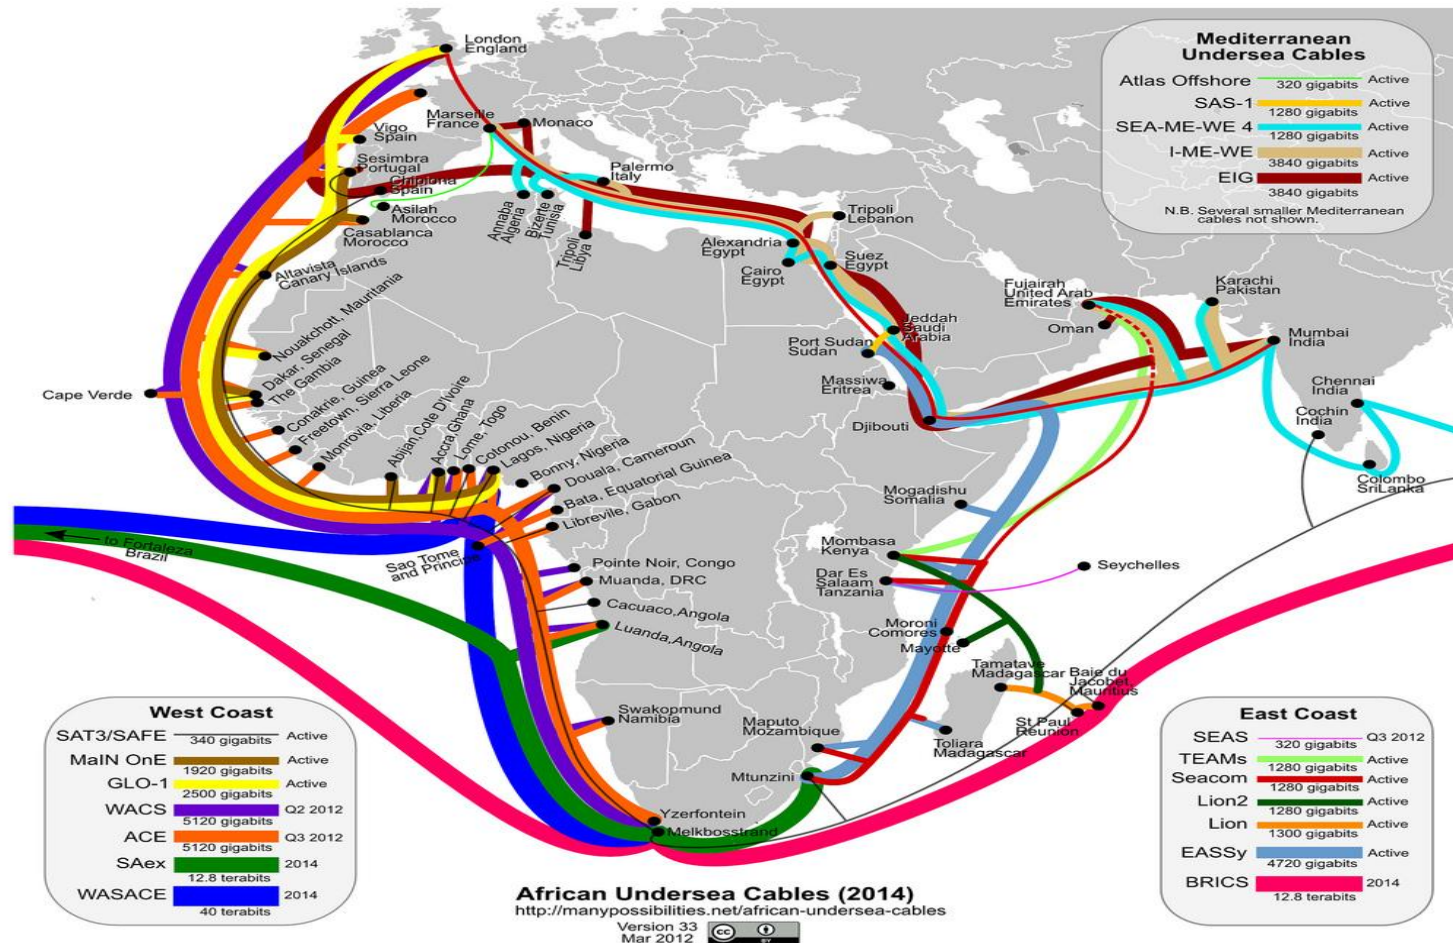 London
England
Vigo
Spain
Sesimbra
Portugal
Chipiona
Spain
Asilah
Morocco
Casablanca
Morocco
Altavista
Canary Islands
Marseille
France
Monaco
Palermo
Italy
Annaba
Algeria
Bizerte
Tunisia
Tripoli
Libya
Tripoli
Lebanon
Alexandria
Egypt
Cairo
Egypt
Suez
Egypt
Jeddah
Saudi
Arabia
Port Sudan
Sudan
Massiwa
Eritrea
Djibouti
Fujairah
United Arab
Emirates
Oman
Karachi
Pakistan
Mumbai
India
Chennai
India
Cochin
India
Colombo
SriLanka
Mediterranean
Undersea Cables
Atlas Offshore 320 gigabits Active
SAS-1 1280 gigabits Active
SEA-ME-WE 4 1280 gigabits Active
I-ME-WE 3840 gigabits Active
EIG 3840 gigabits Active
N.B. Several smaller Mediterranean
cables not shown.
Cape Verde
Nouakchott, Mauritania
Dakar, Senegal
The Gambia
Conakrie, Guinea
Freetown, Sierra Leone
Monrovia, Liberia
Abijan,Cote D'Ivoire
Accra,Ghana
Lome, Togo
Cotonou, Benin
Lagos, Nigeria
Bonny, Nigeria
Douala, Cameroun
Bata, Equatorial Guinea
Libreville, Gabon
Sao Tome
and Principe
to Fortaleza
Brazil
Pointe Noir, Congo
Muanda, DRC
Cacuaco,Angola
Luanda,Angola
Swakopmund
Namibia
Yzerfontein
Melkbosstrand
Mogadishu
Somalia
Mombasa
Kenya
Dar Es
Salaam
Tanzania
Seychelles
Moroni
Comores
Mayotte
Tamatave
Madagascar
Baie du
Jacobet,
Mauritius
St Paul
Reunion
Toliara
Madagascar
Maputo
Mozambique
Mtunzini
West Coast
SAT3/SAFE 340 gigabits Active
MaIN OnE 1920 gigabits Active
GLO-1 2500 gigabits Active
WACS 5120 gigabits Q2 2012
ACE 5120 gigabits Q3 2012
SAex 12.8 terabits 2014
WASACE 40 terabits 2014
East Coast
SEAS 320 gigabits Q3 2012
TEAMs 1280 gigabits Active
Seacom 1280 gigabits Active
Lion2 1280 gigabits Active
Lion 1300 gigabits Active
EASSy 4720 gigabits Active
BRICS 12.8 terabits 2014
African Undersea Cables (2014)
http://manypossibilities.net/african-undersea-cables
Version 33
Mar 2012
cc
BY